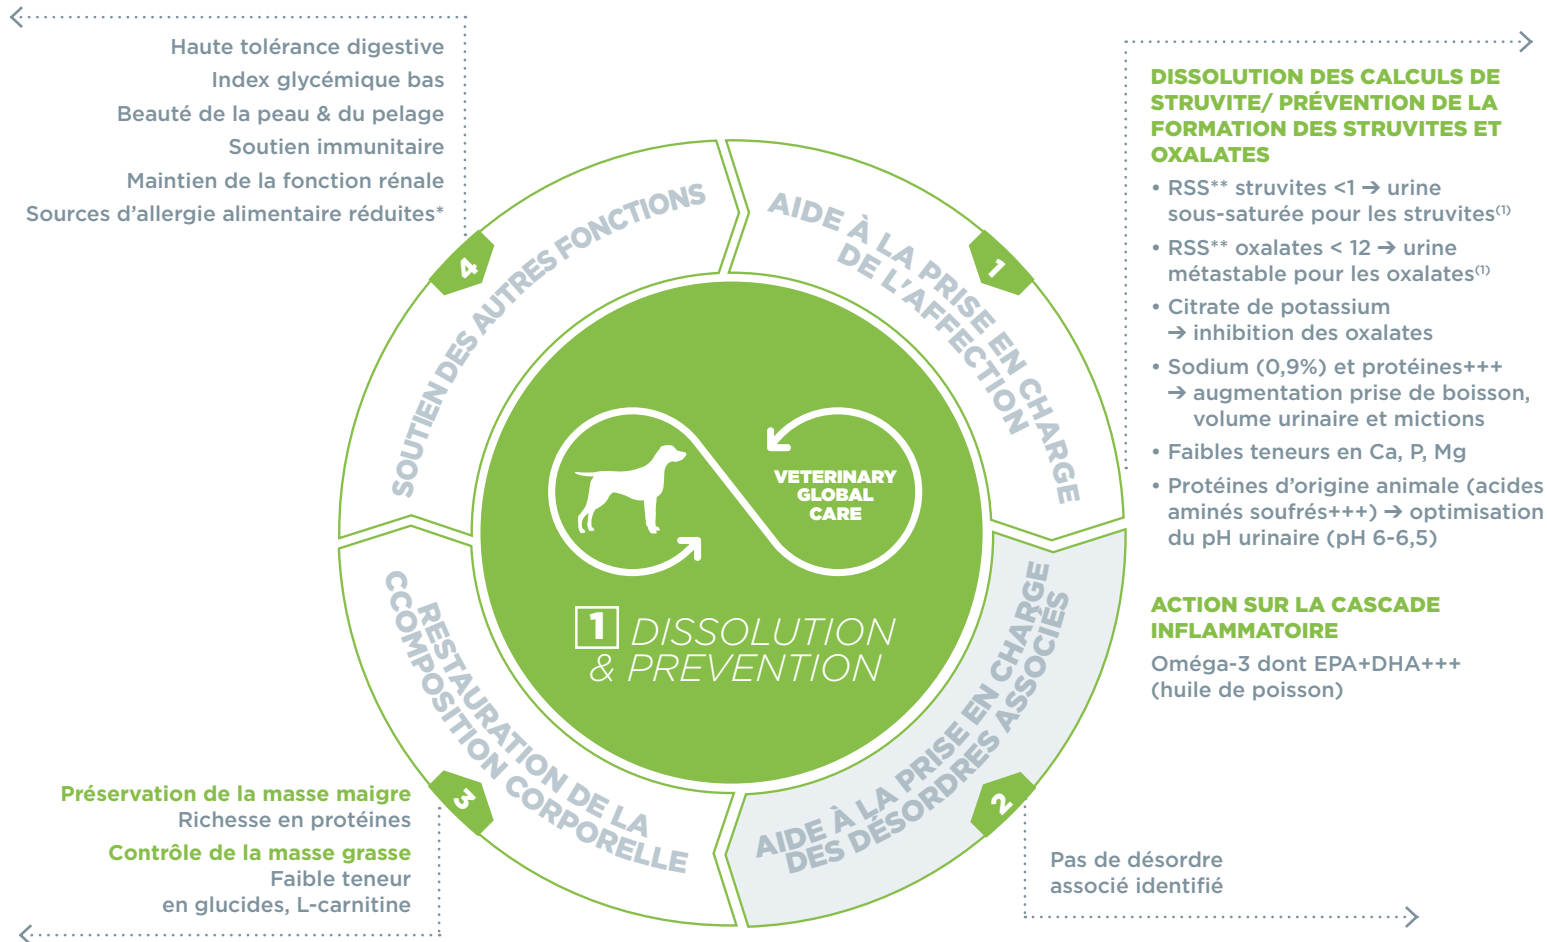 Haute tolérance digestive
Index glycémique bas
Beauté de la peau & du pelage
Soutien immunitaire
Maintien de la fonction rénale
Sources d’allergie alimentaire réduites*
4
SOUTIEN DES AUTRES FONCTIONS
1
AIDE À LA PRISE EN CHARGE
DE L’AFFECTION
DISSOLUTION DES CALCULS DE
STRUVITE/ PRÉVENTION DE LA
FORMATION DES STRUVITES ET
OXALATES
• RSS** struvites <1 ➔ urine
sous-saturée pour les struvites⁽¹⁾
• RSS** oxalates < 12 ➔ urine
métastable pour les oxalates⁽¹⁾
• Citrate de potassium
➔ inhibition des oxalates
• Sodium (0,9%) et protéines+++
➔ augmentation prise de boisson,
volume urinaire et mictions
• Faibles teneurs en Ca, P, Mg
• Protéines d’origine animale (acides
aminés soufrés+++) ➔ optimisation
du pH urinaire (pH 6-6,5)
ACTION SUR LA CASCADE
INFLAMMATOIRE
Oméga-3 dont EPA+DHA+++
(huile de poisson)
VETERINARY
GLOBAL
CARE
1 DISSOLUTION
& PREVENTION
2
AIDE À LA PRISE EN CHARGE
DES DÉSORDRES ASSOCIÉS
Pas de désordre
associé identifié
3
RESTAURATION DE LA
CCOMPOSITION CORPORELLE
Préservation de la masse maigre
Richesse en protéines
Contrôle de la masse grasse
Faible teneur
en glucides, L-carnitine